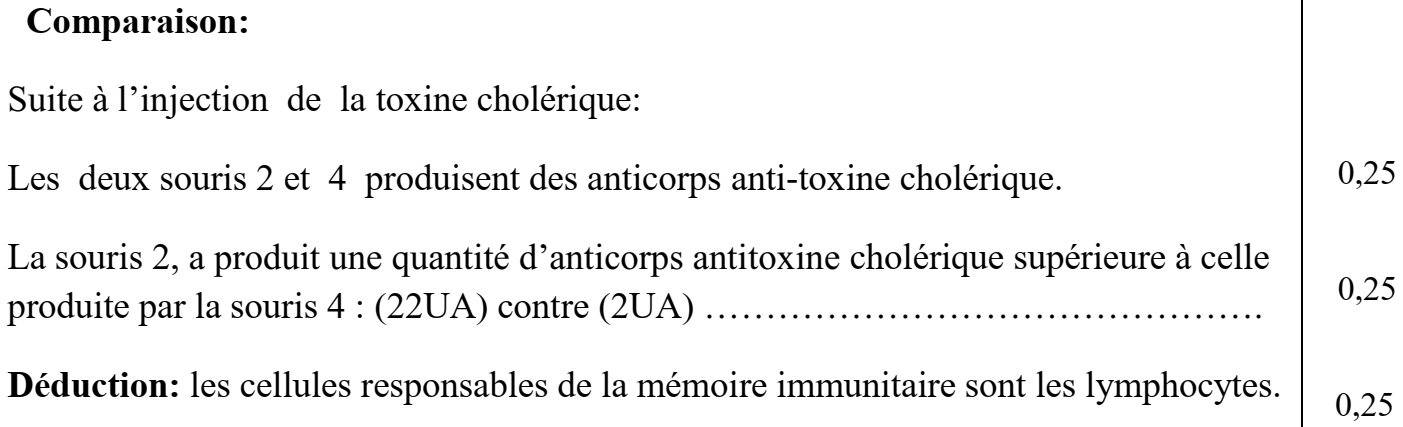 Comparaison:
Suite à l’injection de la toxine cholérique:
Les deux souris 2 et 4 produisent des anticorps anti-toxine cholérique.
0,25
La souris 2, a produit une quantité d’anticorps antitoxine cholérique supérieure à celle
produite par la souris 4 : (22UA) contre (2UA) ……………………………………….
0,25
Déduction: les cellules responsables de la mémoire immunitaire sont les lymphocytes.
0,25